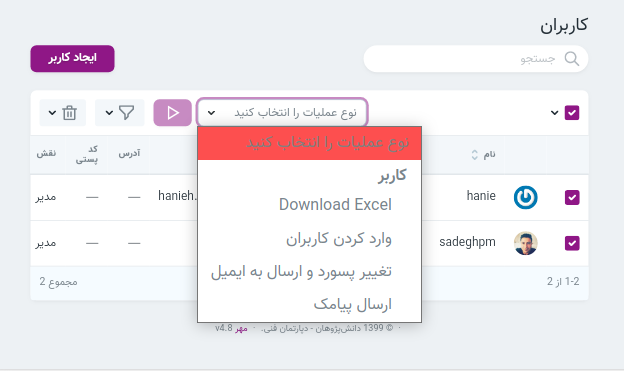 کاربران
جستجو
ایجاد کاربر
نوع عملیات را انتخاب کنید
نوع عملیات را انتخاب کنید
کاربر
Download Excel
وارد کردن کاربران
تغییر پسورد و ارسال به ایمیل
ارسال پیامک
نام
آدرس
کد پستی
نقش
hanie
hanieh.
—
—
مدیر
sadeghpm
—
—
مدیر
1-2 از 2
مجموع 2
· © 1399 دانش‌پژوهان - دپارتمان فنی. · مهر v4.8